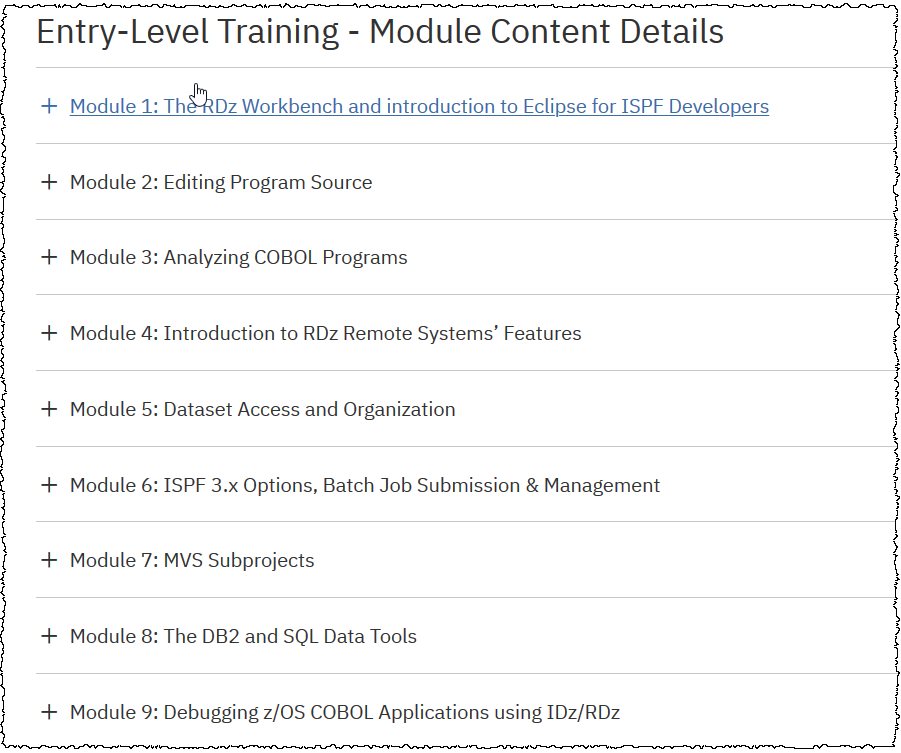 Entry-Level Training - Module Content Details
+ Module 1: The RDz Workbench and introduction to Eclipse for ISPF Developers
+ Module 2: Editing Program Source
+ Module 3: Analyzing COBOL Programs
+ Module 4: Introduction to RDz Remote Systems’ Features
+ Module 5: Dataset Access and Organization
+ Module 6: ISPF 3.x Options, Batch Job Submission & Management
+ Module 7: MVS Subprojects
+ Module 8: The DB2 and SQL Data Tools
+ Module 9: Debugging z/OS COBOL Applications using IDz/RDz